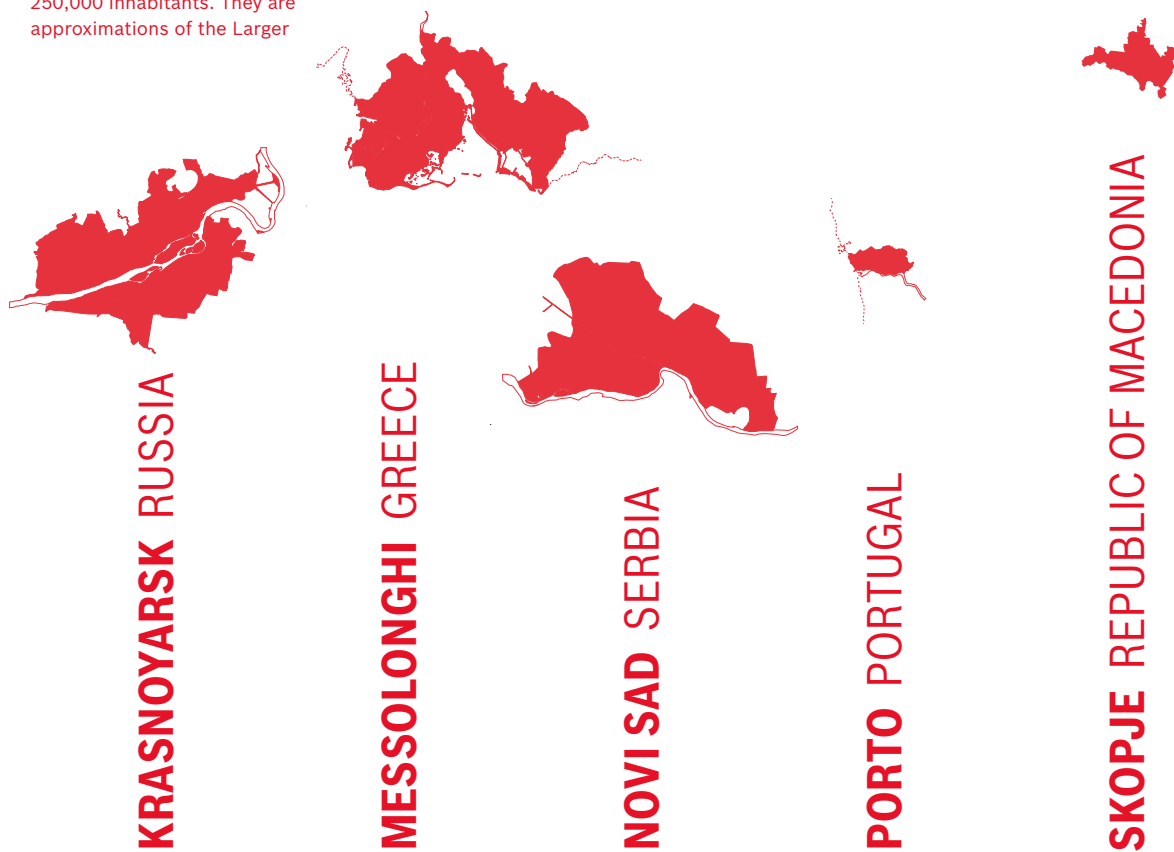 250,000 inhabitants. They are
approximations of the Larger
KRASNOYARSK RUSSIA
MESSOLONGHI GREECE
NOVI SAD SERBIA
PORTO PORTUGAL
SKOPJE REPUBLIC OF MACEDONIA